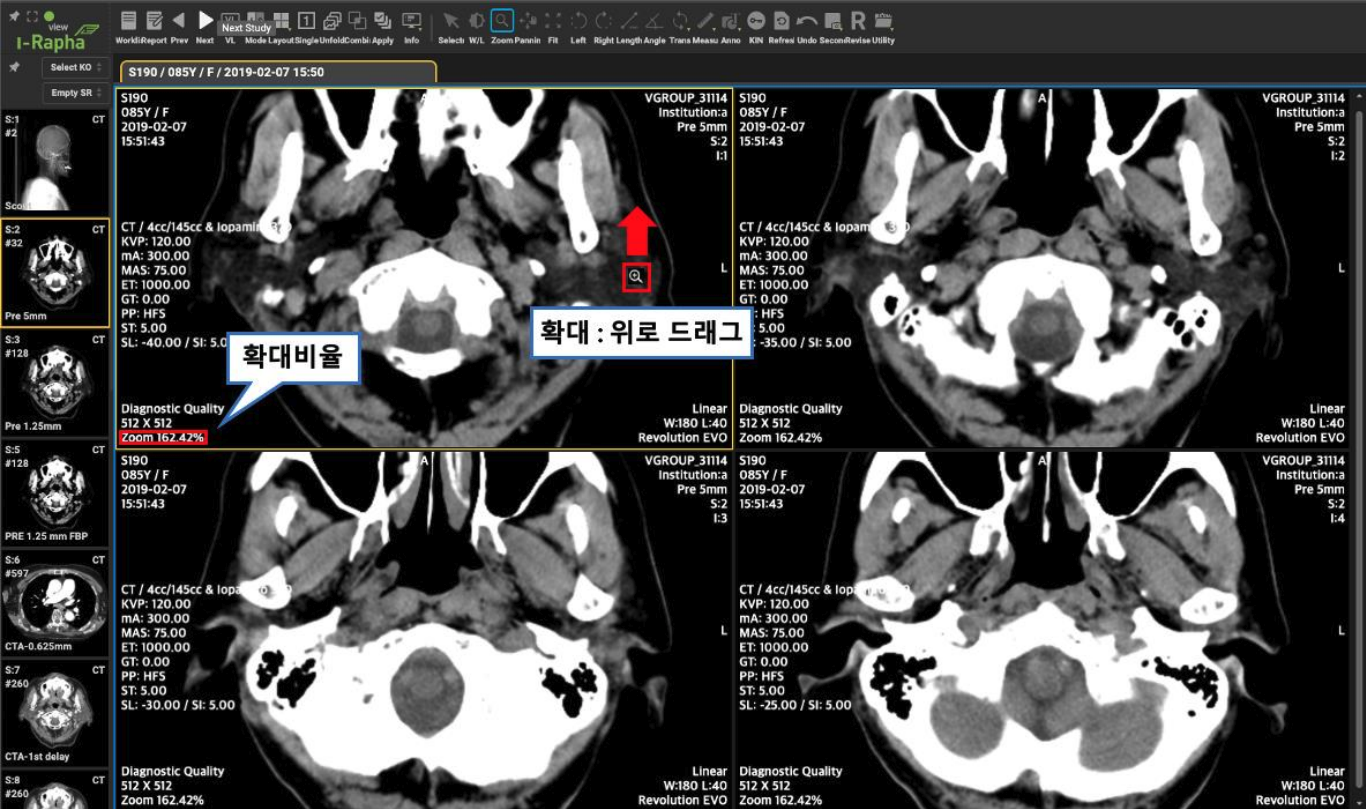 view
I-Rapha
Next Study
Workli Report Prev Next VL Mode Layout Single Unfold Combi Apply Info Select W/L Zoom Pannin Fit Left Right Length Angle Trans Measu Anno KIN Refres Undo Secon Revise Utility
Select KO
Empty SR
S190 / 085Y / F / 2019-02-07 15:50
S:1 CT
#2
Scou
S:2 CT
#32
Pre 5mm
S:3 CT
#128
Pre 1.25mm
S:5 CT
#128
PRE 1.25 mm FBP
S:6 CT
#597
CTA-0.625mm
S:7 CT
#260
CTA-1st delay
S:8 CT
#260
S190 A VGROUP_31114
085Y / F Institution:a
2019-02-07 Pre 5mm
15:51:43 S:2
I:1
CT / 4cc/145cc & Iopamir
KVP: 120.00
mA: 300.00
MAS: 75.00 L
ET: 1000.00
GT: 0.00
PP: HFS
ST: 5.00
SL: -40.00 / SI: 5.0
확대 : 위로 드래그
확대비율
Diagnostic Quality Linear
512 X 512 W:180 L:40
Zoom 162.42% Revolution EVO
S190 A VGROUP_31114
085Y / F Institution:a
2019-02-07 Pre 5mm
15:51:43 S:2
I:2
CT / 4cc/145cc & Iopam
KVP: 120.00
mA: 300.00
MAS: 75.00 L
ET: 1000.00
GT: 0.00
PP: HFS
5.00
-35.00 / SI: 5.00
Diagnostic Quality Linear
512 X 512 W:180 L:40
Zoom 162.42% Revolution EVO
S190 A VGROUP_31114
085Y / F Institution:a
2019-02-07 Pre 5mm
15:51:43 S:2
I:3
CT / 4cc/145cc & Iopa
KVP: 120.00
mA: 300.00
MAS: 75.00 L
ET: 1000.00
GT: 0.00
PP: HFS
ST: 5.00
SL: -30.00 / SI: 5.00
Diagnostic Quality Linear
512 X 512 W:180 L:40
Zoom 162.42% Revolution EVO
S190 A VGROUP_31114
085Y / F Institution:a
2019-02-07 Pre 5mm
15:51:43 S:2
I:4
CT / 4cc/145cc & Iopa
KVP: 120.00
mA: 300.00
MAS: 75.00 L
ET: 1000.00
GT: 0.00
PP: HFS
ST: 5.00
SL: -25.00 / SI: 5.00
Diagnostic Quality Linear
512 X 512 W:180 L:40
Zoom 162.42% Revolution EVO